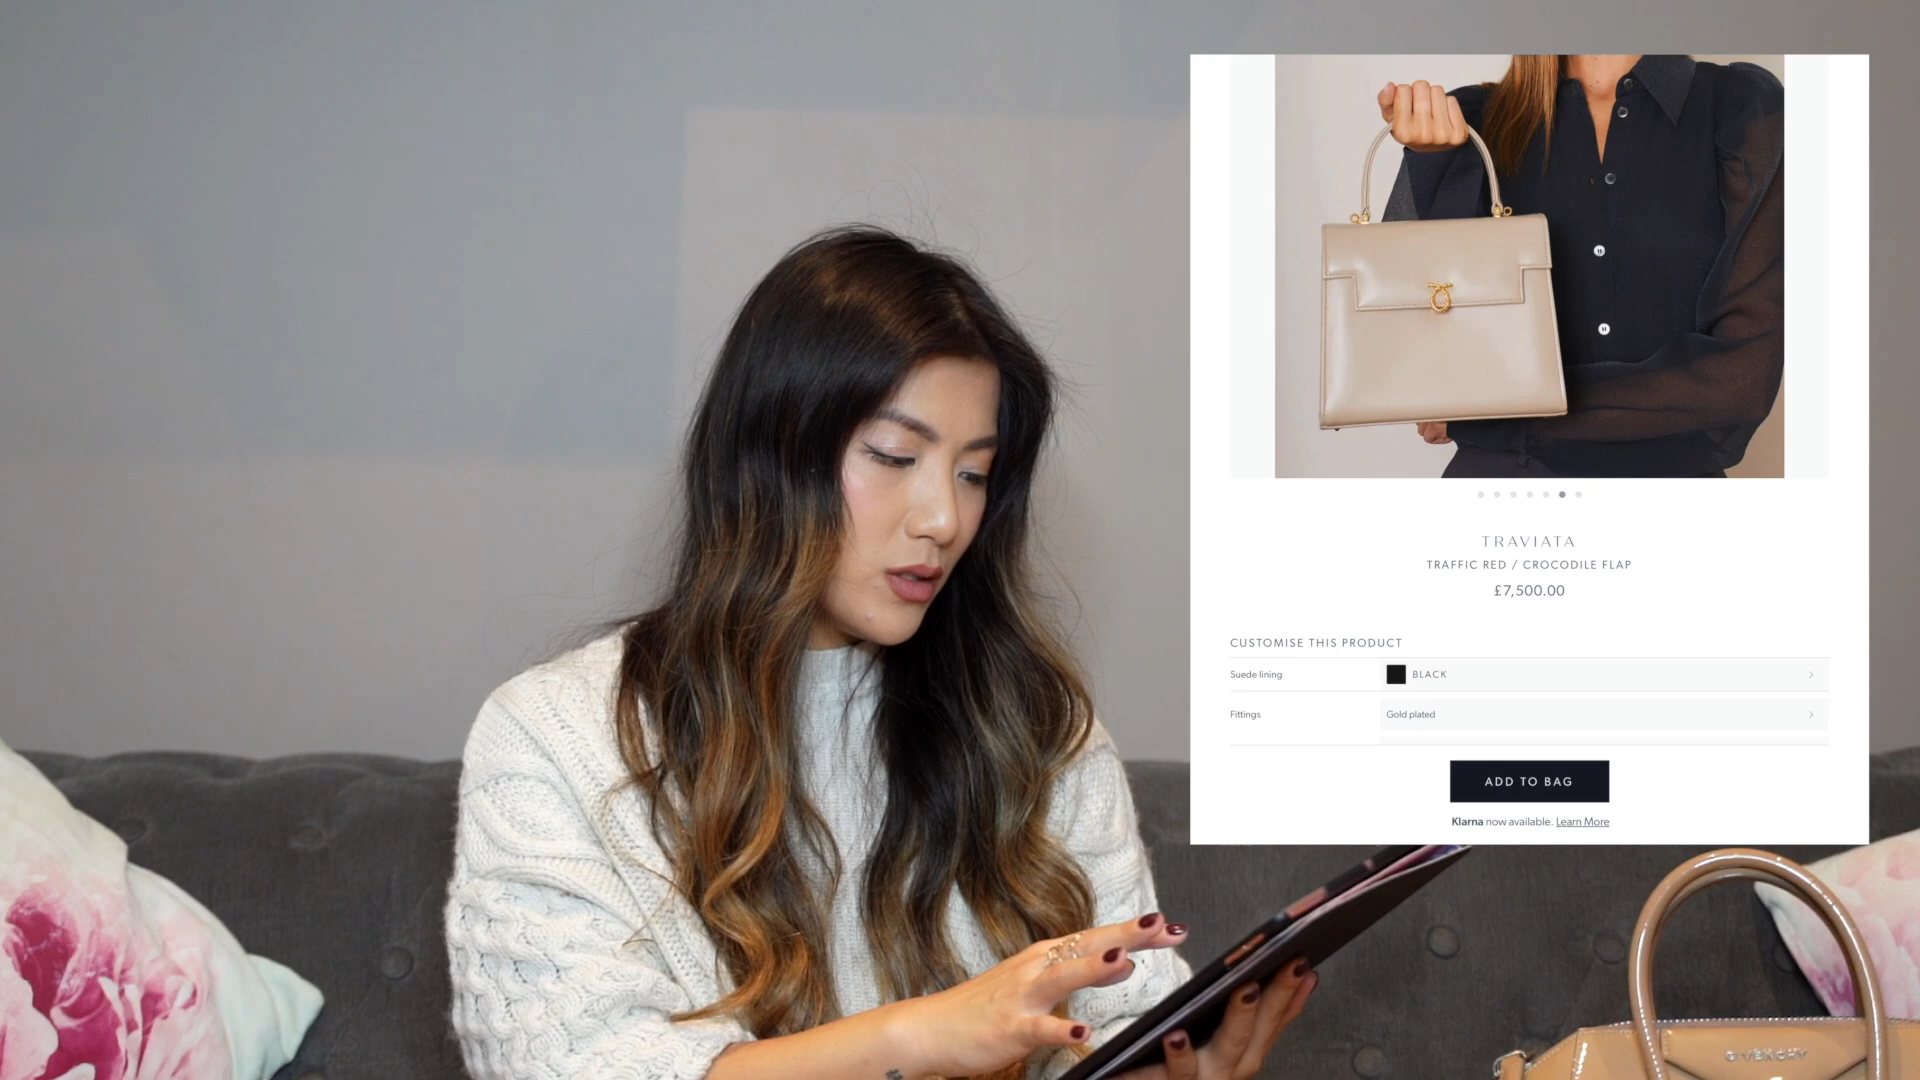 TRAVIATA
TRAFFIC RED / CROCODILE FLAP
£7,500.00
CUSTOMISE THIS PRODUCT
Suede lining
BLACK
Fittings
Gold plated
ADD TO BAG
Klarna now available. Learn More
GIVENCHY